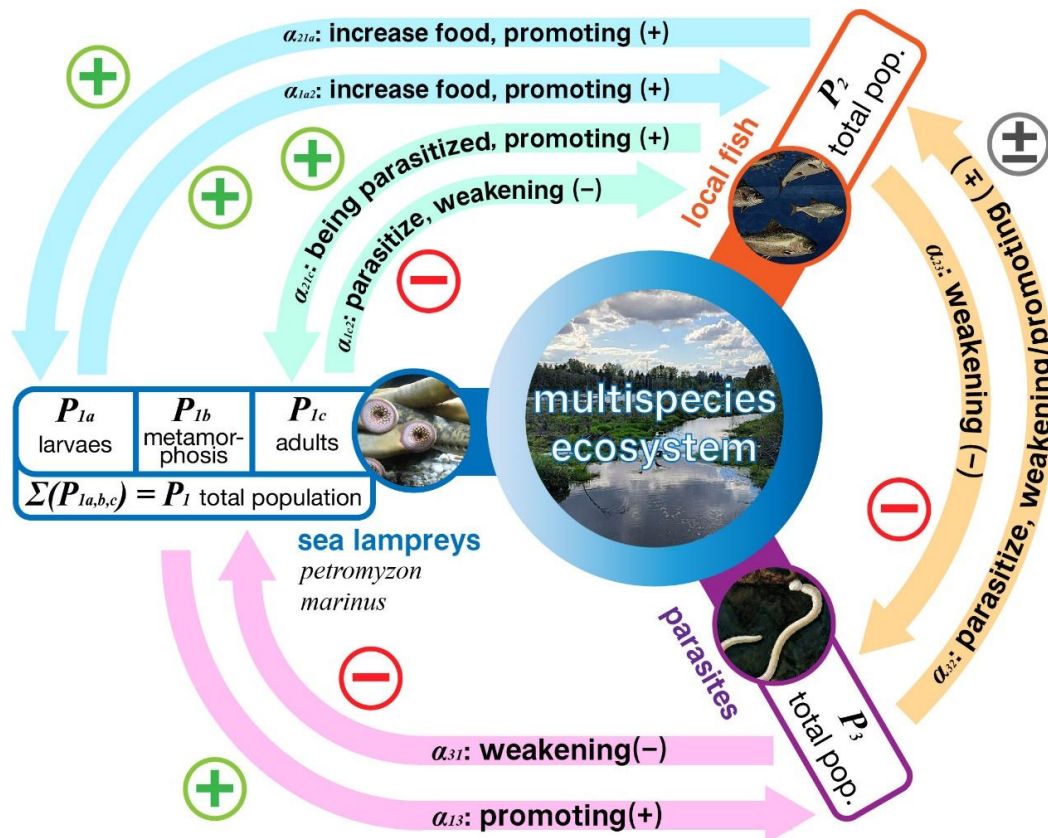 α21a: increase food, promoting (+)
α1a2: increase food, promoting (+)
α21c: being parasitized, promoting (+)
α1c2: parasitize, weakening (−)
P2
total pop.
local fish
α23: weakening (−)
α32: parasitize, weakening/promoting (∓)
±
multispecies
ecosystem
P1a
larvaes
P1b
metamor-
phosis
P1c
adults
Σ(P1a,b,c) = P1 total population
sea lampreys
petromyzon
marinus
parasites
P3
total pop.
α31: weakening(−)
α13: promoting(+)